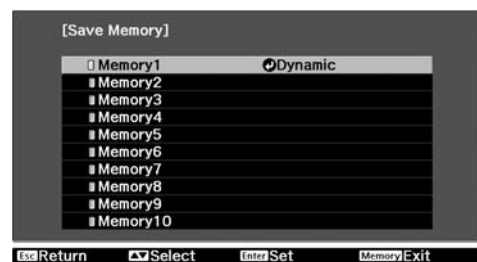 [Save Memory]
Memory1 Dynamic
Memory2
Memory3
Memory4
Memory5
Memory6
Memory7
Memory8
Memory9
Memory10
Esc Return Select Enter Set Memory Exit